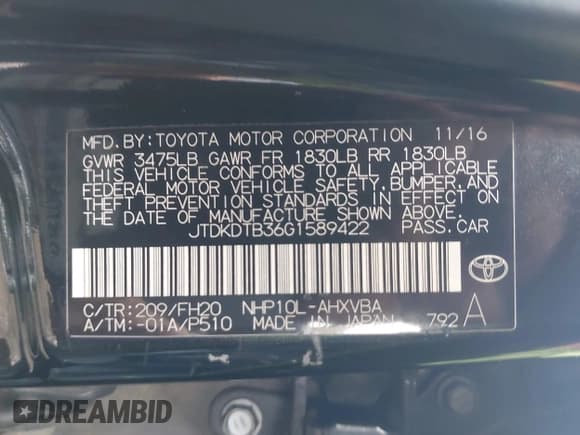 MFD.BY:TOYOTA MOTOR CORPORATION 11/16
GVWR 3475LB GAWR FR 1830LB RR 1830LB
THIS VEHICLE CONFORMS TO ALL APPLICABLE
FEDERAL MOTOR VEHICLE SAFETY,BUMPER,AND
THEFT PREVENTION STANDARDS IN EFFECT ON
THE DATE OF MANUFACTURE SHOWN ABOVE.
JTDKDTB36G1589422 PASS.CAR
C/TR:209/FH20 NHP10L-AHXVBA
A/TM:-01A/P510 MADE IN JAPAN 792 A
DREAMBID